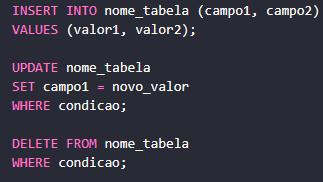 INSERT INTO nome_tabela (campo1, campo2)
VALUES (valor1, valor2);
UPDATE nome_tabela
SET campo1 = novo_valor
WHERE condicao;
DELETE FROM nome_tabela
WHERE condicao;